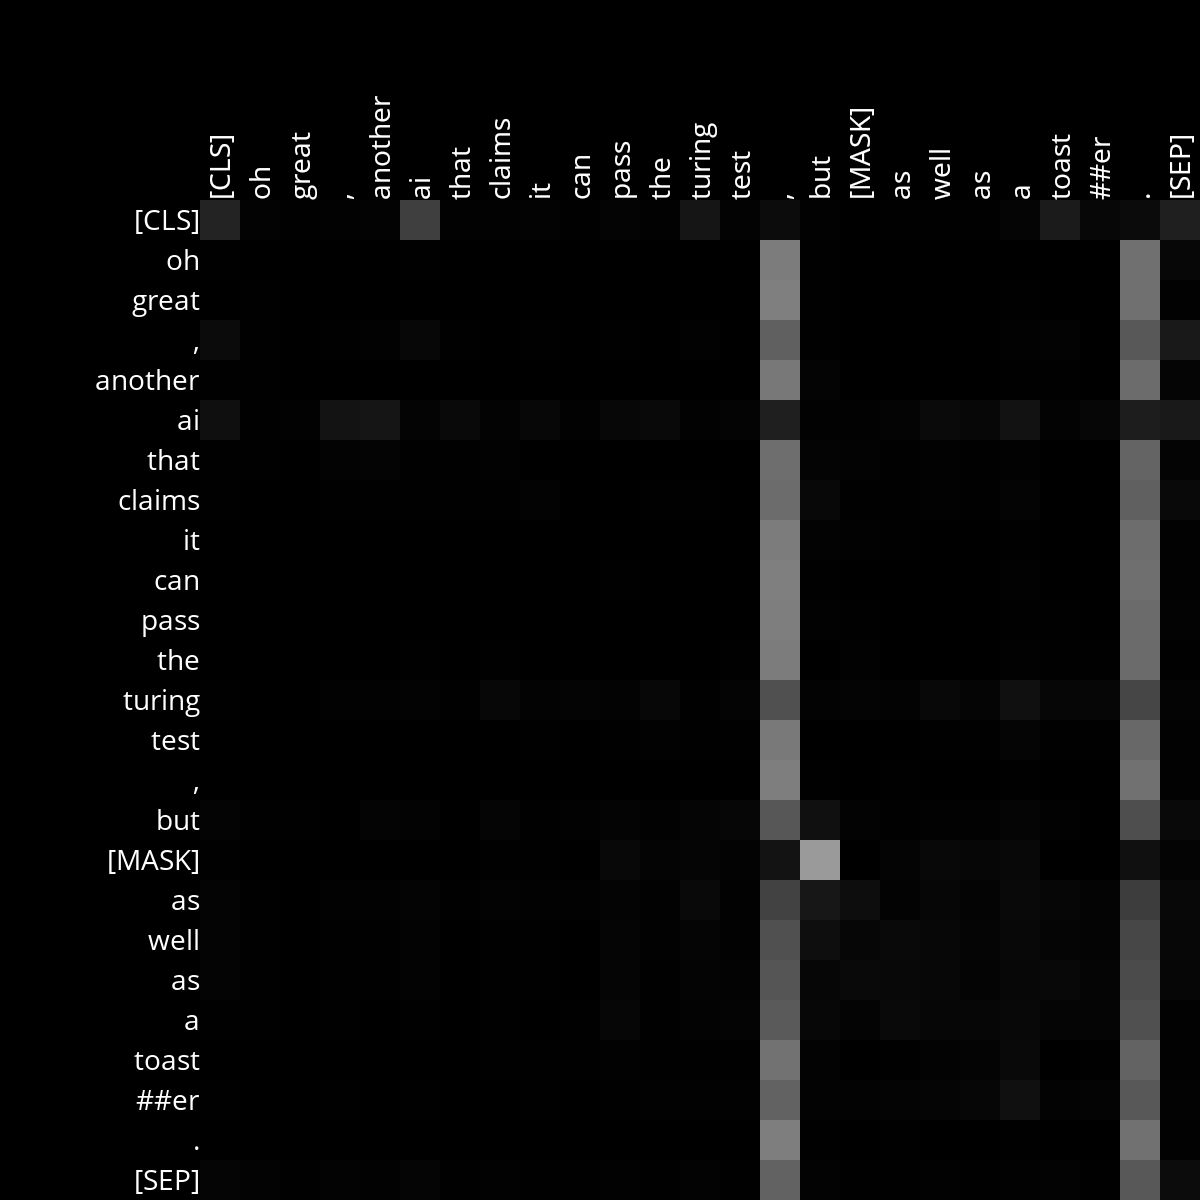 [CLS] oh great , another ai that claims it can pass the turing test , but [MASK] as well as a toast ##er . [SEP]
[CLS]
oh
great
,
another
ai
that
claims
it
can
pass
the
turing
test
,
but
[MASK]
as
well
as
a
toast
##er
.
[SEP]